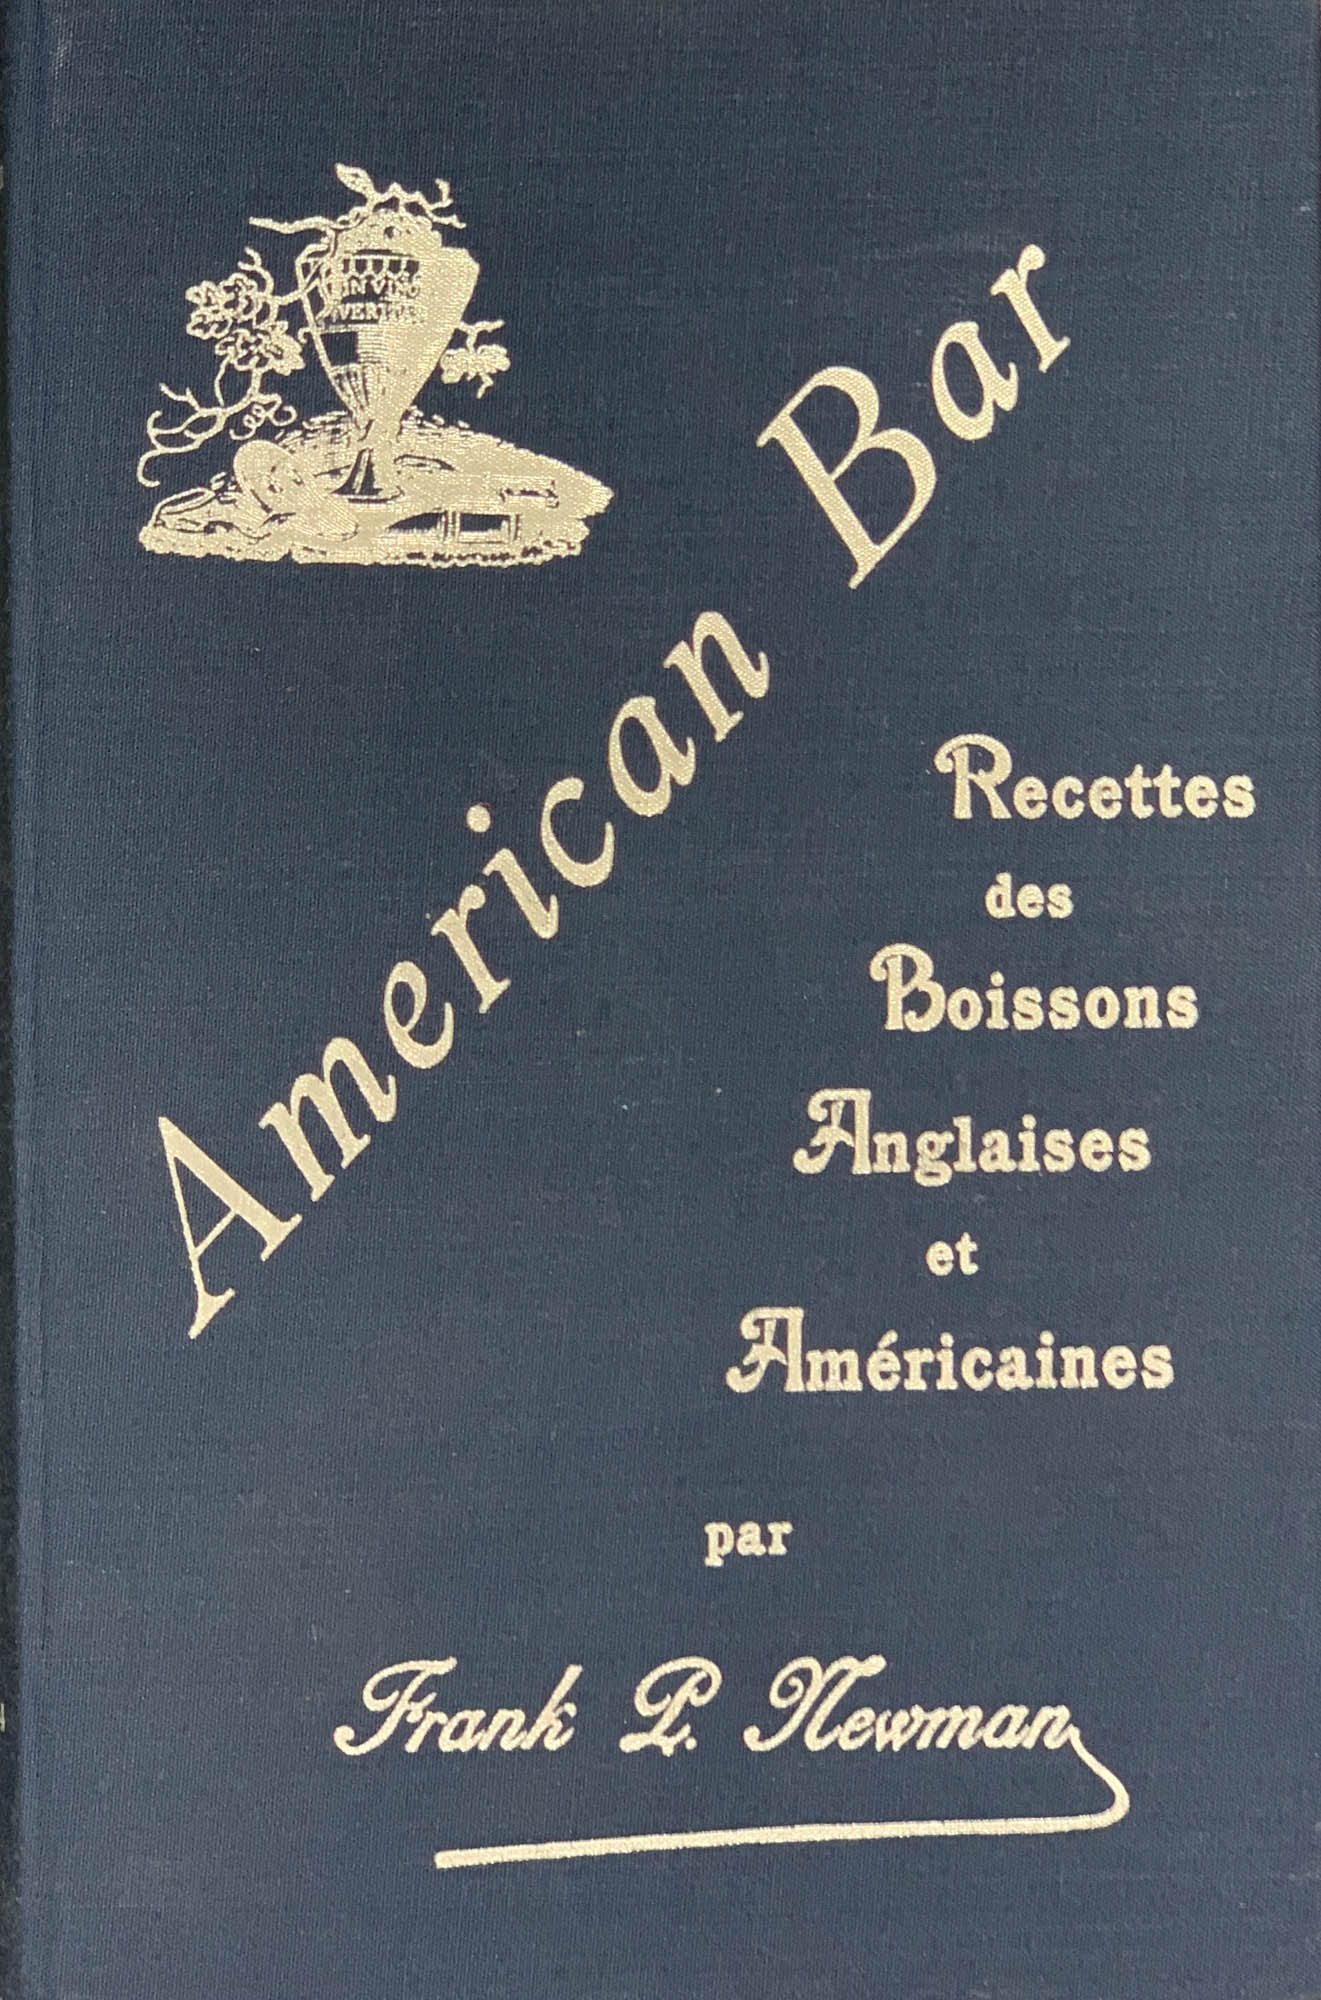 IN VINO
VERITAS
American Bar
Recettes
des
Boissons
Anglaises
et
Américaines
par
Frank P. Newman